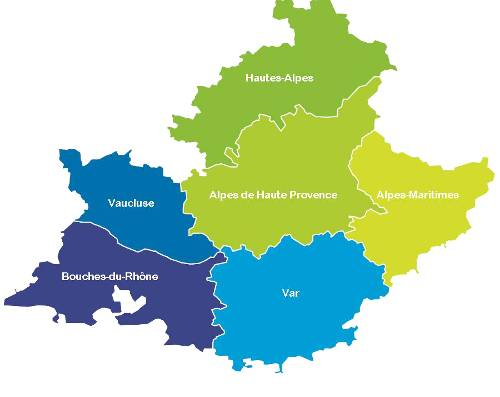 Hautes-Alpes
Alpes de Haute Provence
Alpes-Maritimes
Vaucluse
Bouches-du-Rhône
Var